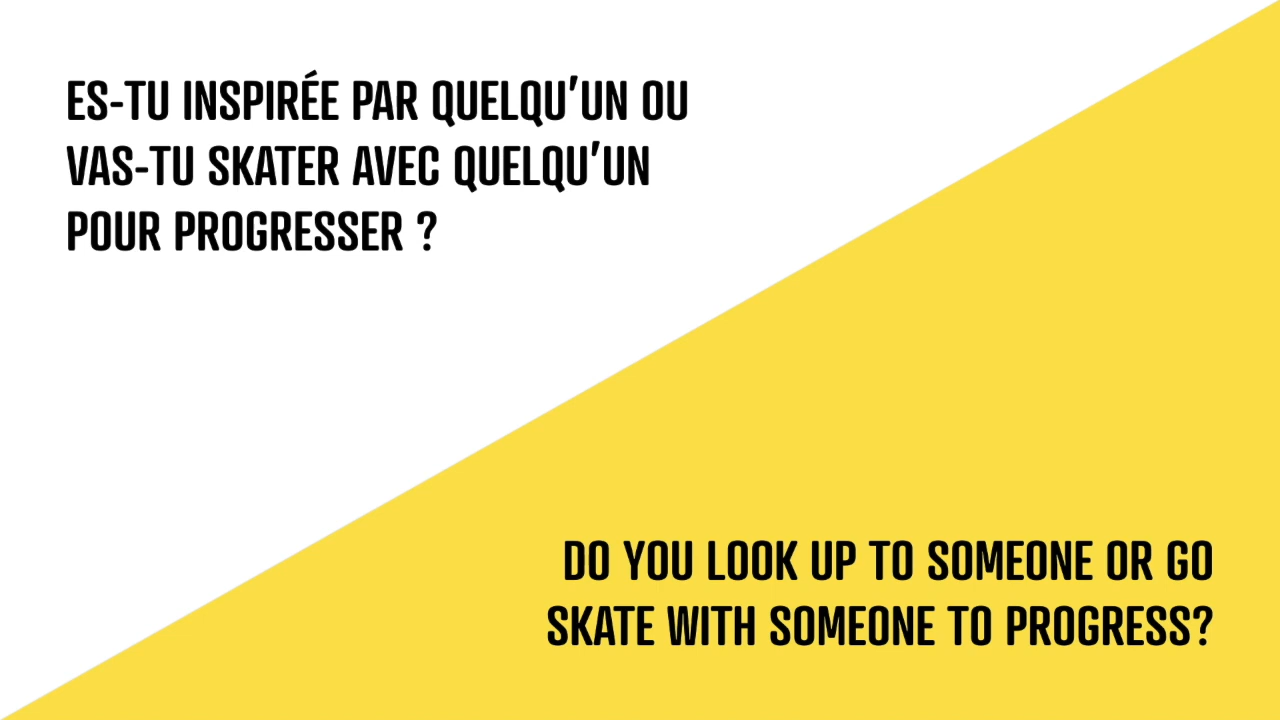 ES-TU INSPIRÉE PAR QUELQU'UN OU
VAS-TU SKATER AVEC QUELQU'UN
POUR PROGRESSER ?
DO YOU LOOK UP TO SOMEONE OR GO
SKATE WITH SOMEONE TO PROGRESS?